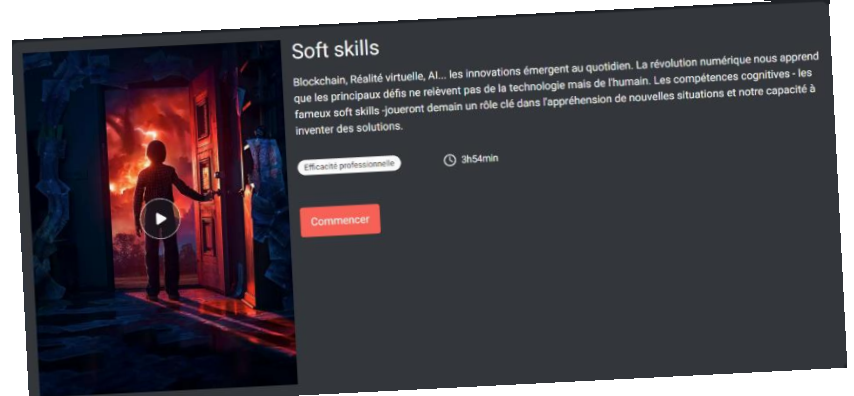 Soft skills
Blockchain, Réalité virtuelle, AI... les innovations émergent au quotidien. La révolution numérique nous apprend
que les principaux défis ne relèvent pas de la technologie mais de l'humain. Les compétences cognitives - les
fameux soft skills -joueront demain un rôle clé dans l'appréhension de nouvelles situations et notre capacité à
inventer des solutions.
Efficacité professionnelle
3h54min
Commencer